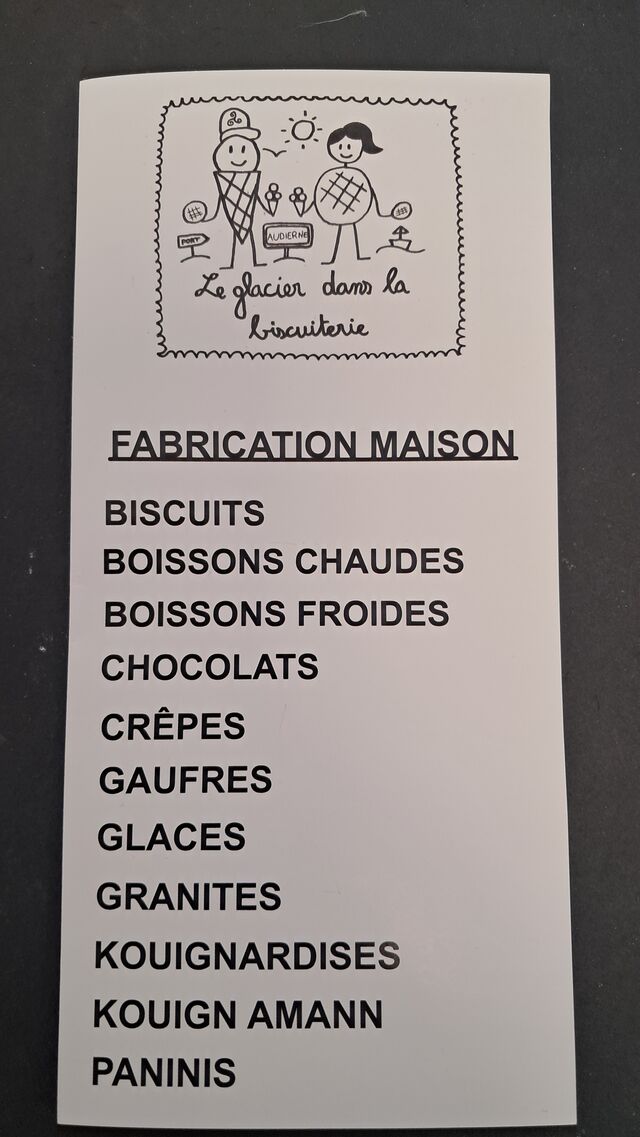 PORT
AUDIERNE
Le glacier dans la
biscuiterie
FABRICATION MAISON
BISCUITS
BOISSONS CHAUDES
BOISSONS FROIDES
CHOCOLATS
CRÊPES
GAUFRES
GLACES
GRANITES
KOUIGNARDISES
KOUIGN AMANN
PANINIS